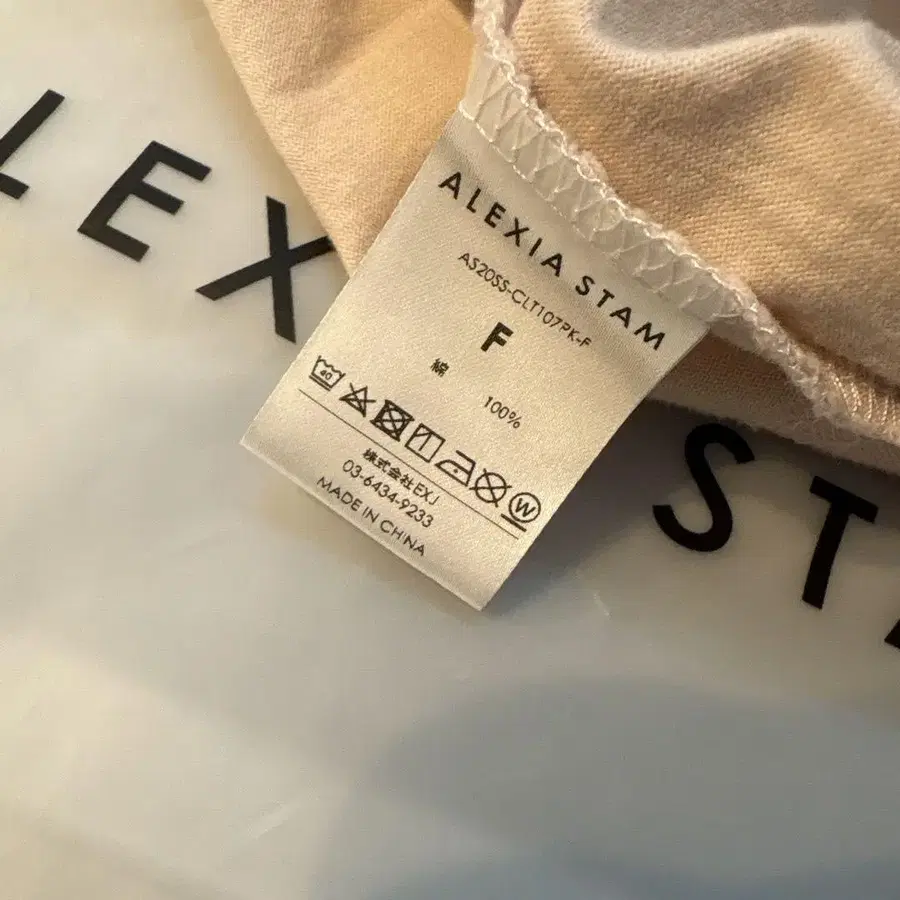 LEX
ST
ALEXIA STAM
AS20SS-CLT107PK-F
F
綿 100%
40
W
株式会社EXJ
03-6434-9233
MADE IN CHINA